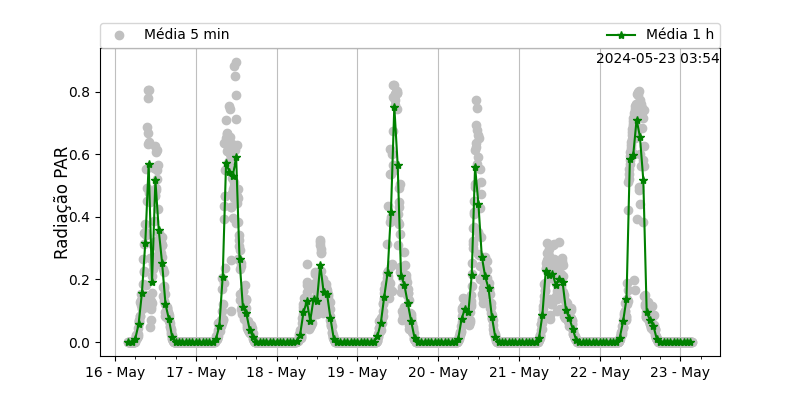 Média 5 min
Média 1 h
2024-05-23 03:54
Radiação PAR
0.8
0.6
0.4
0.2
0.0
16 - May
17 - May
18 - May
19 - May
20 - May
21 - May
22 - May
23 - May